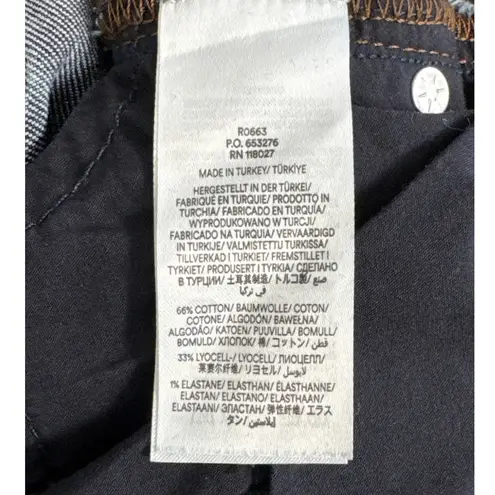 R0663
P.O. 653276
RN 118027
MADE IN TURKEY/ TÜRKİYE
HERGESTELLT IN DER TÜRKEI/
FABRIQUÉ EN TURQUIE/ PRODOTTO IN
TURCHIA/ FABRICADO EN TURQUÍA/
WYPRODUKOWANO W TURCJI/
FABRICADO NA TURQUIA/ VERVAARDIGD
IN TURKIJE/ VALMISTETTU TURKISSA/
TILLVERKAD I TURKIET/ FREMSTILLET I
TYRKIET/ PRODUSERT I TYRKIA/ СДЕЛАНО
В ТУРЦИИ/ 土耳其制造/ トルコ製/ صنع
في تركيا
66% COTTON/ BAUMWOLLE/ COTON/
COTONE/ ALGODÓN/ BAWEŁNA/
ALGODÃO/ KATOEN/ PUUVILLA/ BOMULL/
BOMULD/ ХЛОПОК/ 棉/ コットン/ قطن
33% LYOCELL/ LYOCELL/ ЛИОЦЕЛЛ/
莱赛尔纤维/ リヨセル/ لايوسل
1% ELASTANE/ ELASTHAN/ ÉLASTHANNE/
ELASTAN/ ELASTANO/ ELASTHAAN/
ELASTAANI/ ЭЛАСТАН/ 弹性纤维/ エラス
タン/ إيلاستين